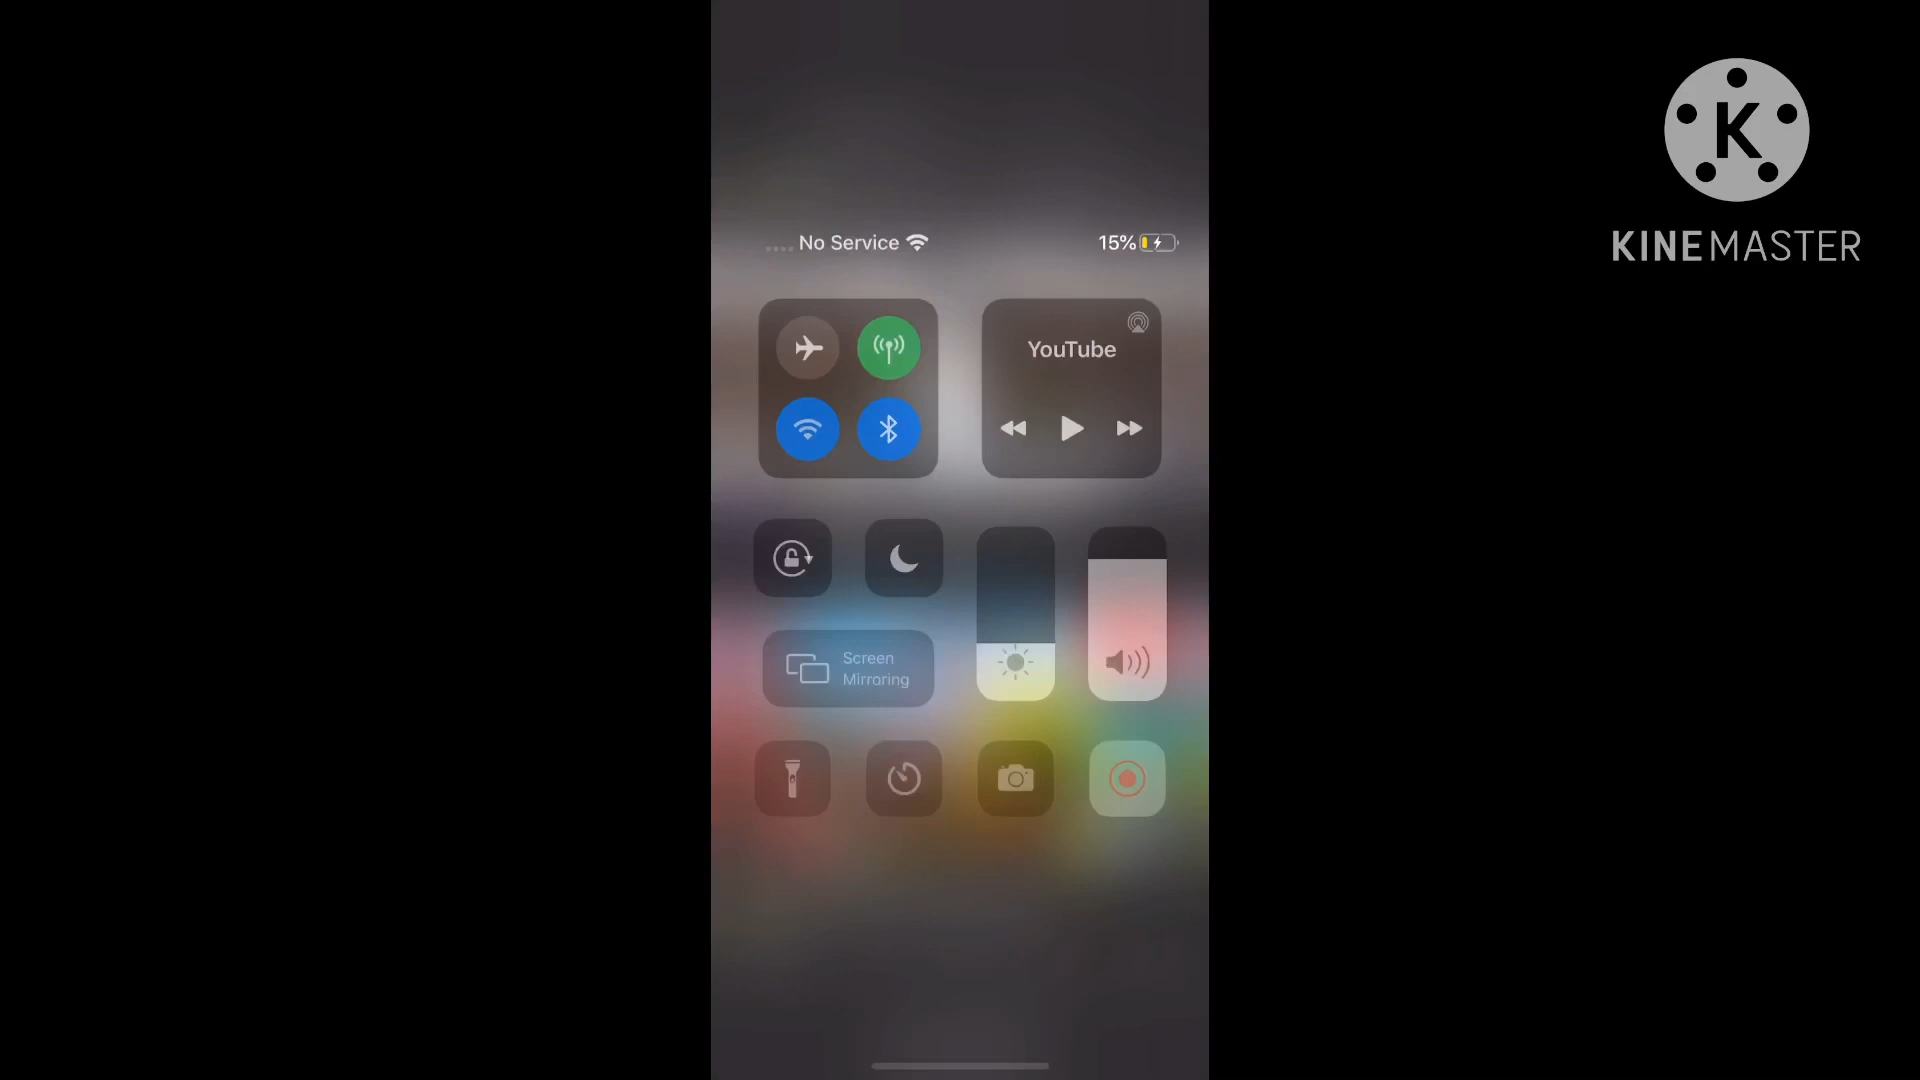 No Service
15%
K
KINEMASTER
YouTube
Screen
Mirroring